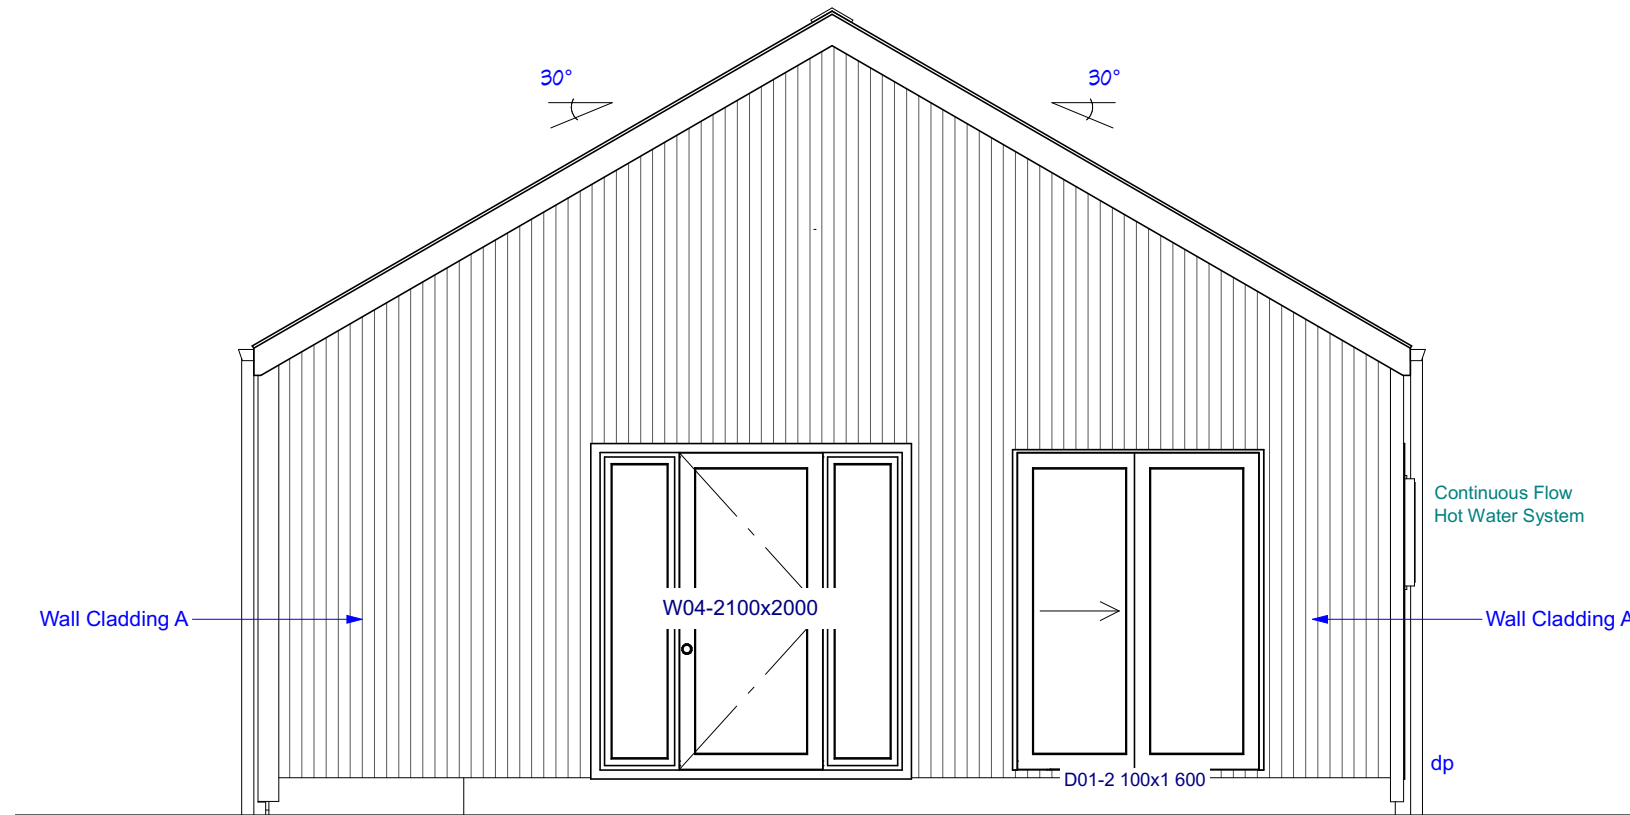 30°
30°
Continuous Flow
Hot Water System
W04-2100x2000
Wall Cladding A
Wall Cladding A
dp
D01-2 100x1 600